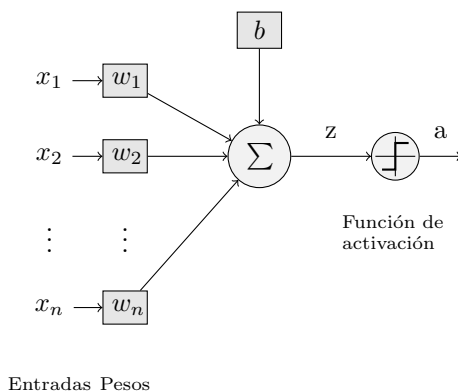 b
x₁ w₁
x₂ w₂ ∑ z a
⋮ ⋮
Función de
activación
xₙ wₙ
Entradas Pesos